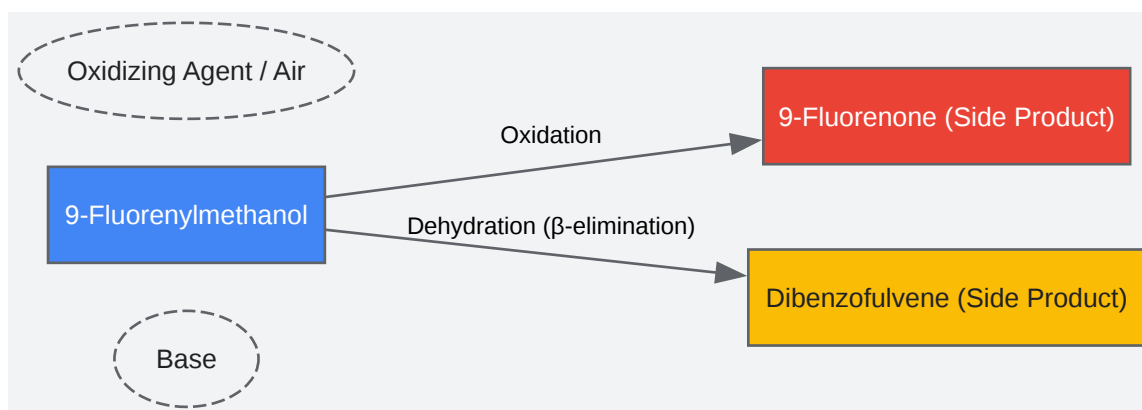 Oxidizing Agent / Air
9-Fluorenone (Side Product)
Oxidation
9-Fluorenylmethanol
Dehydration (β-elimination)
Dibenzofulvene (Side Product)
Base